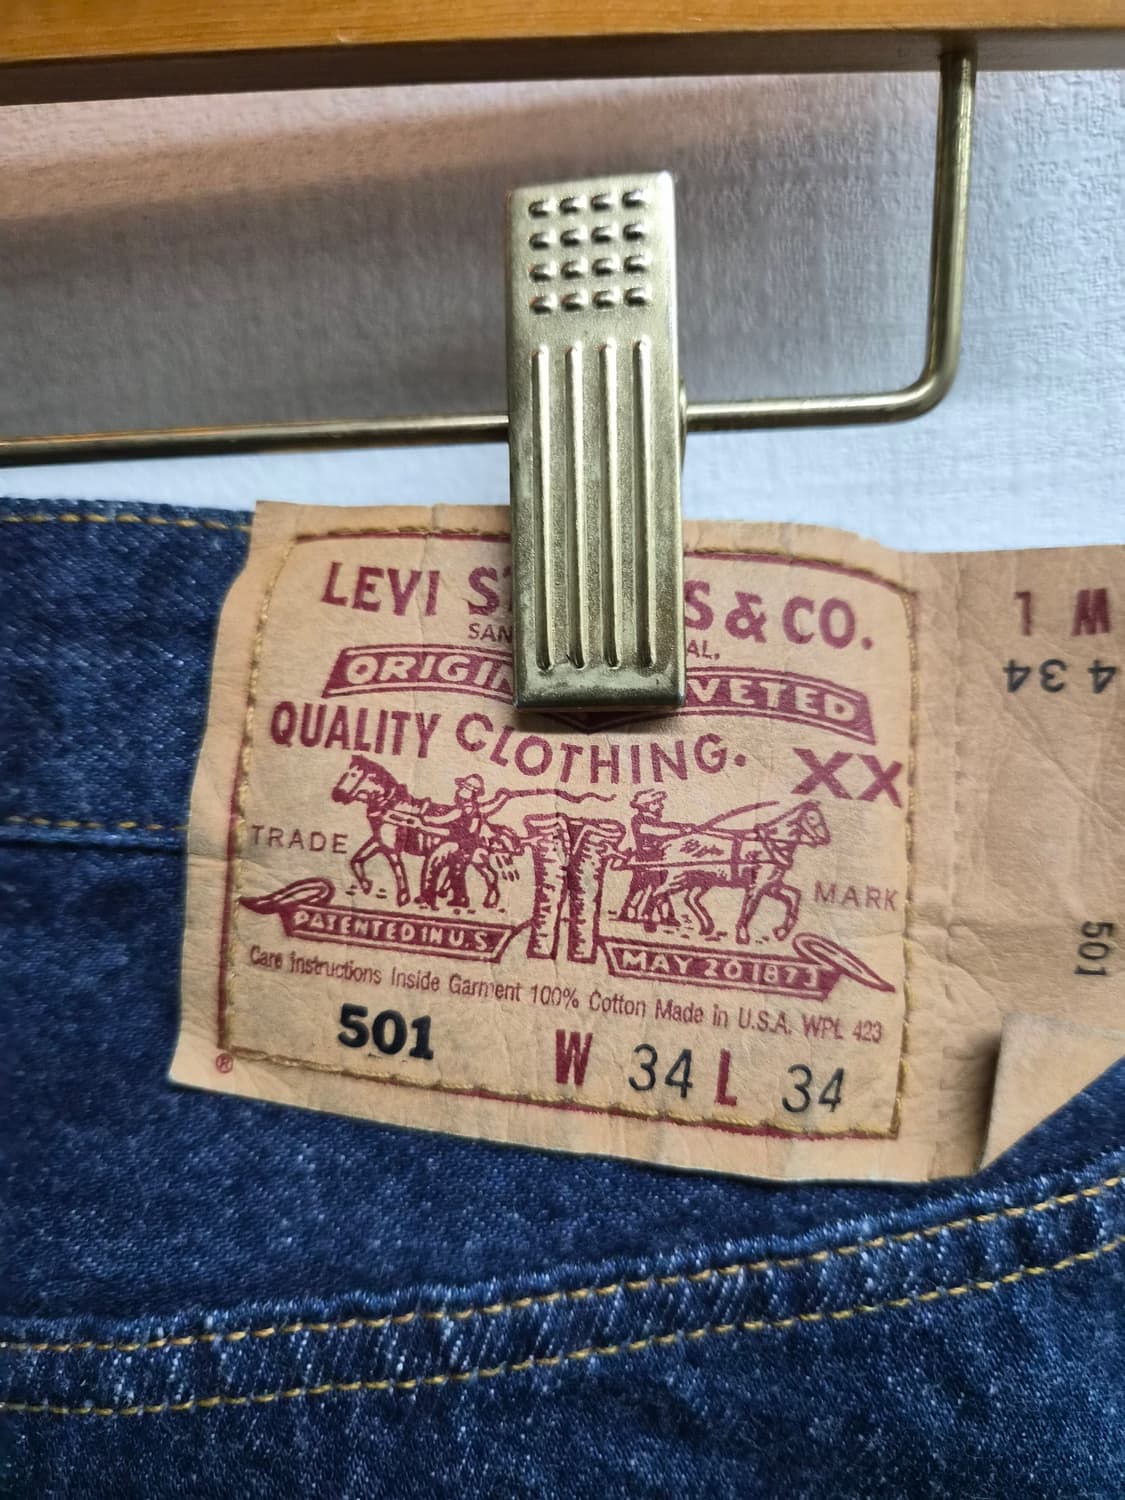 LEVI S & CO.
SAN AL,
ORIGIN VETED
QUALITY CLOTHING.
XX
TRADE MARK
PATENTED IN U.S. MAY 20 1873
Care Instructions Inside Garment 100% Cotton Made in U.S.A. WPL 423
501 W 34 L 34
®
W L
4 34
501